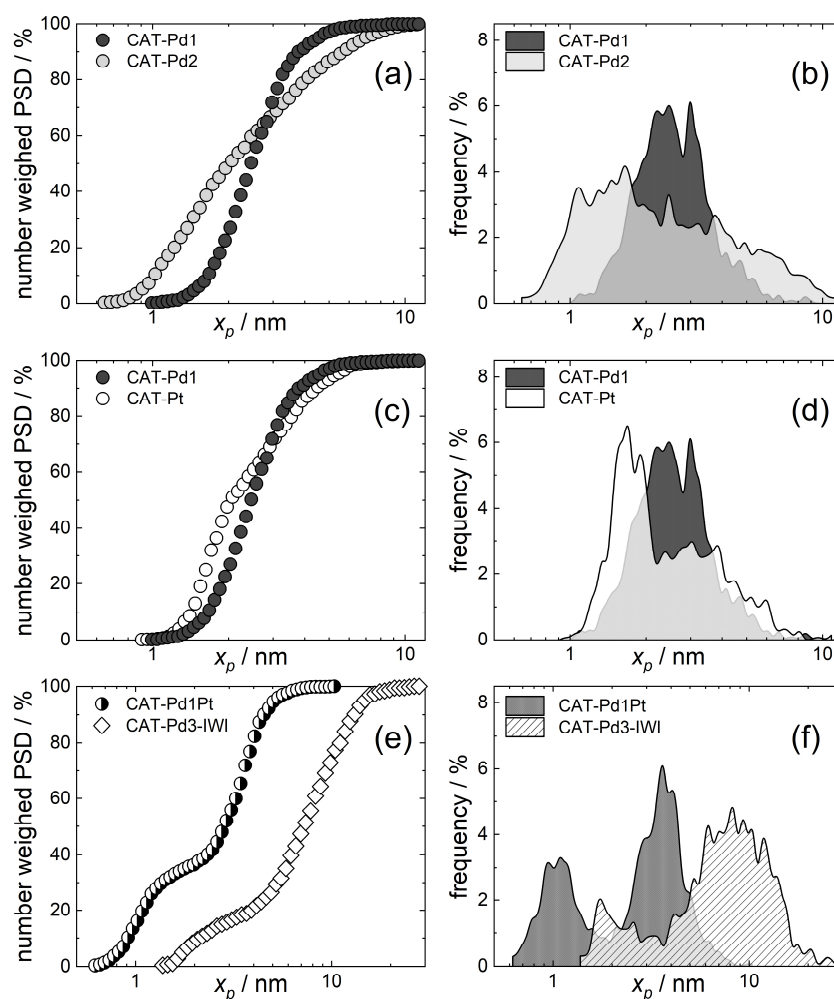 number weighed PSD / %
100
80
60
40
20
0
CAT-Pd1
CAT-Pd2
(a)
1
10
x_p / nm
frequency / %
8
6
4
2
0
CAT-Pd1
CAT-Pd2
(b)
1
10
x_p / nm
number weighed PSD / %
100
80
60
40
20
0
CAT-Pd1
CAT-Pt
(c)
1
10
x_p / nm
frequency / %
8
6
4
2
0
CAT-Pd1
CAT-Pt
(d)
1
10
x_p / nm
number weighed PSD / %
100
80
60
40
20
0
CAT-Pd1Pt
CAT-Pd3-IWI
(e)
1
10
x_p / nm
frequency / %
8
6
4
2
0
CAT-Pd1Pt
CAT-Pd3-IWI
(f)
1
10
x_p / nm